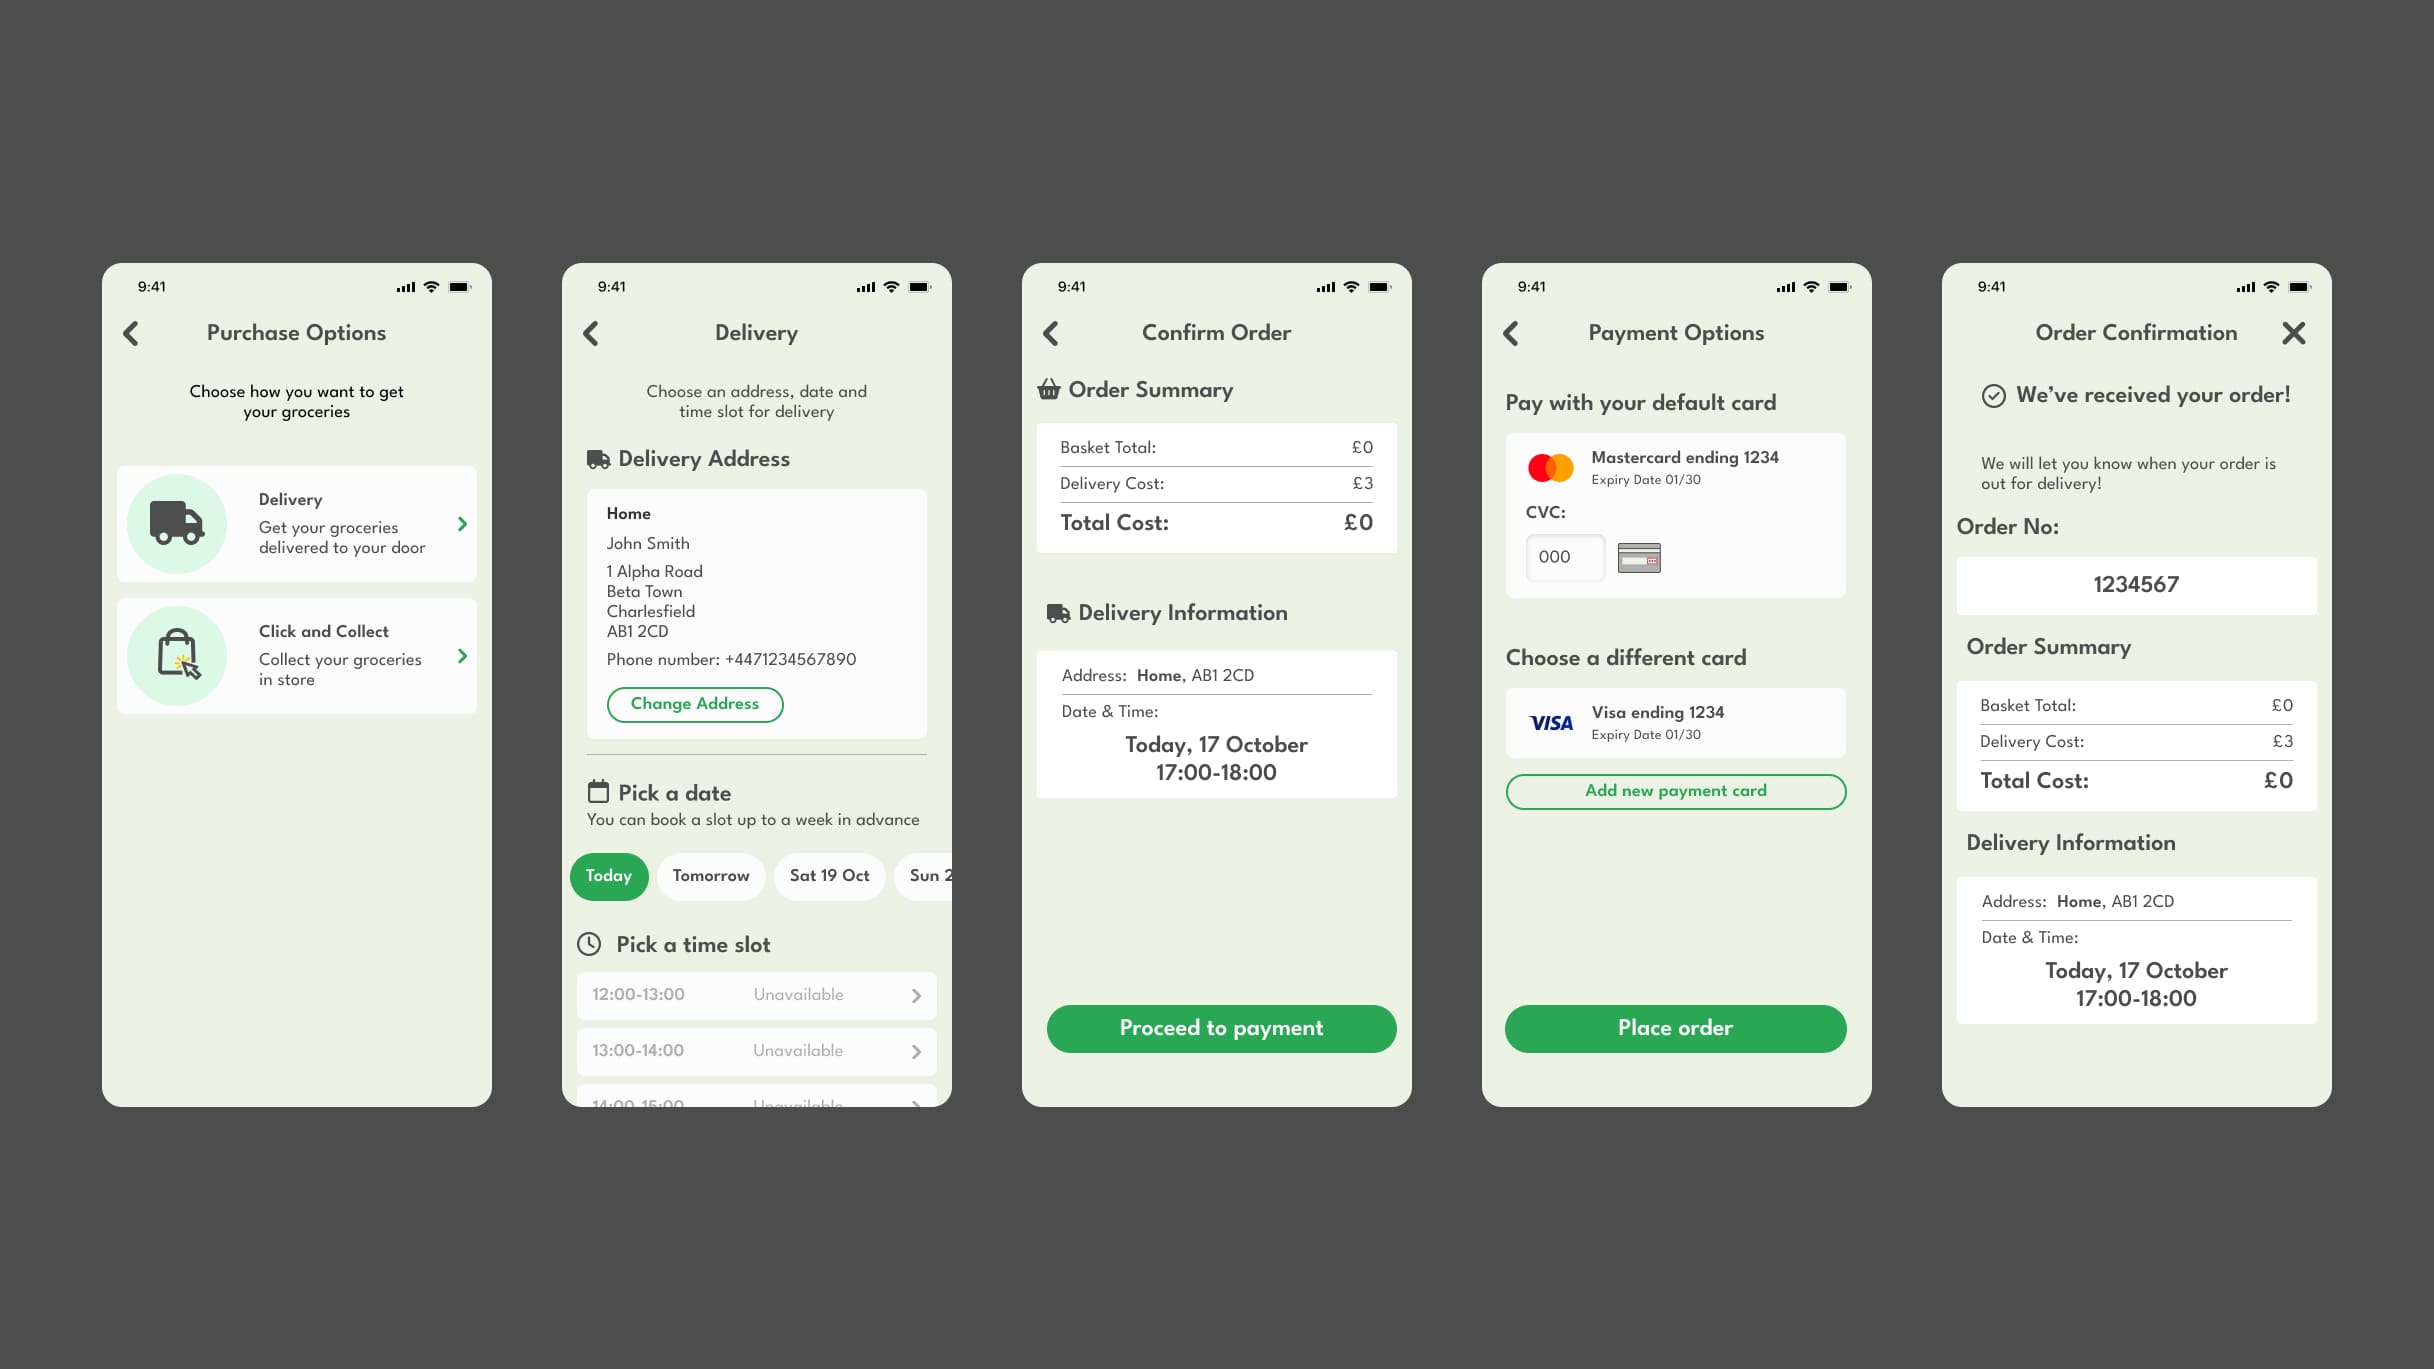 9:41
Purchase Options
Choose how you want to get
your groceries
Delivery
Get your groceries
delivered to your door
Click and Collect
Collect your groceries
in store
9:41
Delivery
Choose an address, date and
time slot for delivery
Delivery Address
Home
John Smith
1 Alpha Road
Beta Town
Charlesfield
AB1 2CD
Phone number: +4471234567890
Change Address
Pick a date
You can book a slot up to a week in advance
Today Tomorrow Sat 19 Oct Sun 2
Pick a time slot
12:00-13:00 Unavailable
13:00-14:00 Unavailable
14:00-15:00 Unavailable
9:41
Confirm Order
Order Summary
Basket Total: £0
Delivery Cost: £3
Total Cost: £0
Delivery Information
Address: Home, AB1 2CD
Date & Time:
Today, 17 October
17:00-18:00
Proceed to payment
9:41
Payment Options
Pay with your default card
Mastercard ending 1234
Expiry Date 01/30
CVC:
000
Choose a different card
VISA
Visa ending 1234
Expiry Date 01/30
Add new payment card
Place order
9:41
Order Confirmation
We’ve received your order!
We will let you know when your order is
out for delivery!
Order No:
1234567
Order Summary
Basket Total: £0
Delivery Cost: £3
Total Cost: £0
Delivery Information
Address: Home, AB1 2CD
Date & Time:
Today, 17 October
17:00-18:00